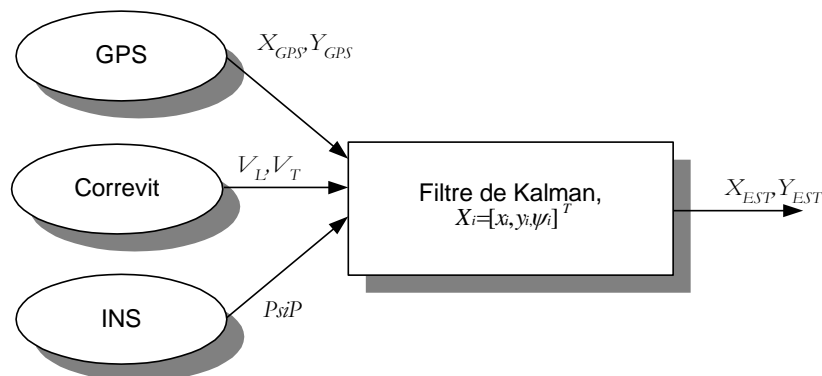 GPS
X_GPS, Y_GPS
Correvit
V_L, V_T
Filtre de Kalman,
X_i=[x_i, y_i, ψ_i]^T
X_EST, Y_EST
INS
PsiP